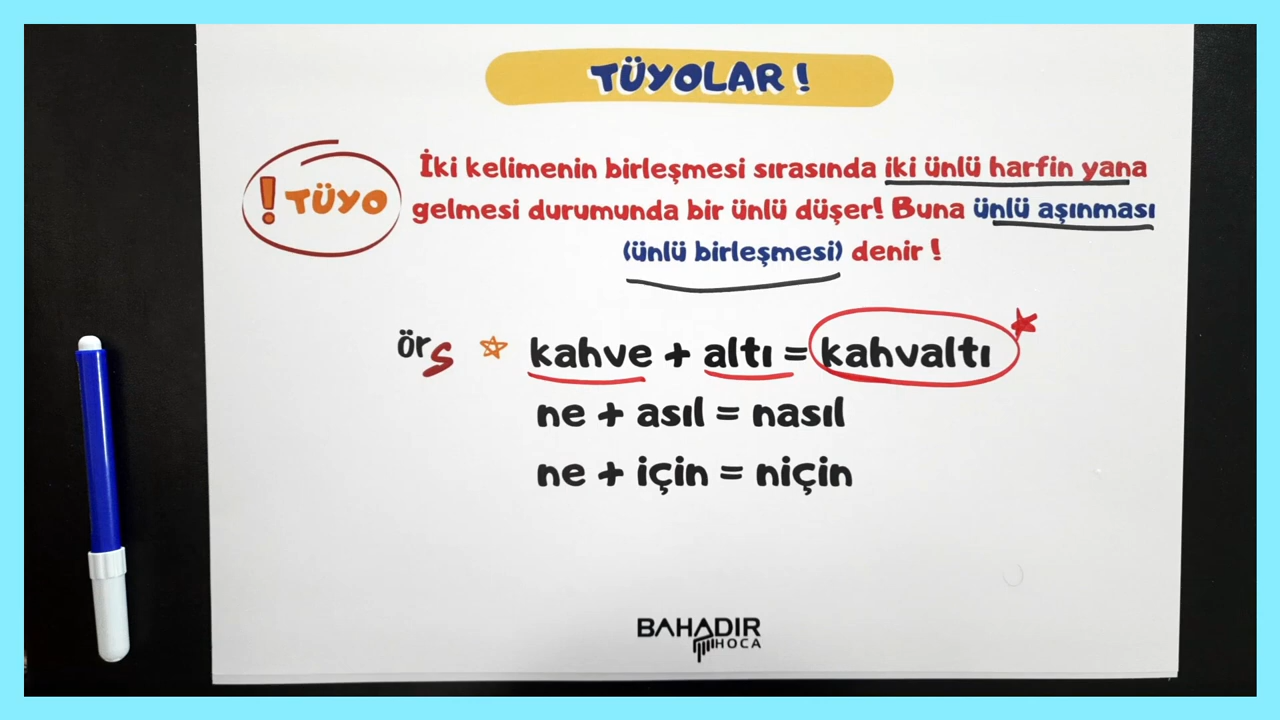 TÜYOLAR !
! TÜYO
İki kelimenin birleşmesi sırasında iki ünlü harfin yana
gelmesi durumunda bir ünlü düşer! Buna ünlü aşınması
(ünlü birleşmesi) denir !
örs kahve + altı = kahvaltı
ne + asıl = nasıl
ne + için = niçin
BAHADIR
HOCA